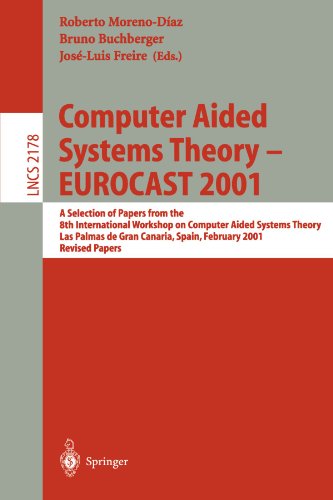 Roberto Moreno-Díaz
Bruno Buchberger
José-Luis Freire (Eds.)
LNCS 2178
Computer Aided
Systems Theory –
EUROCAST 2001
A Selection of Papers from the
8th International Workshop on Computer Aided Systems Theory
Las Palmas de Gran Canaria, Spain, February 2001
Revised Papers
Springer